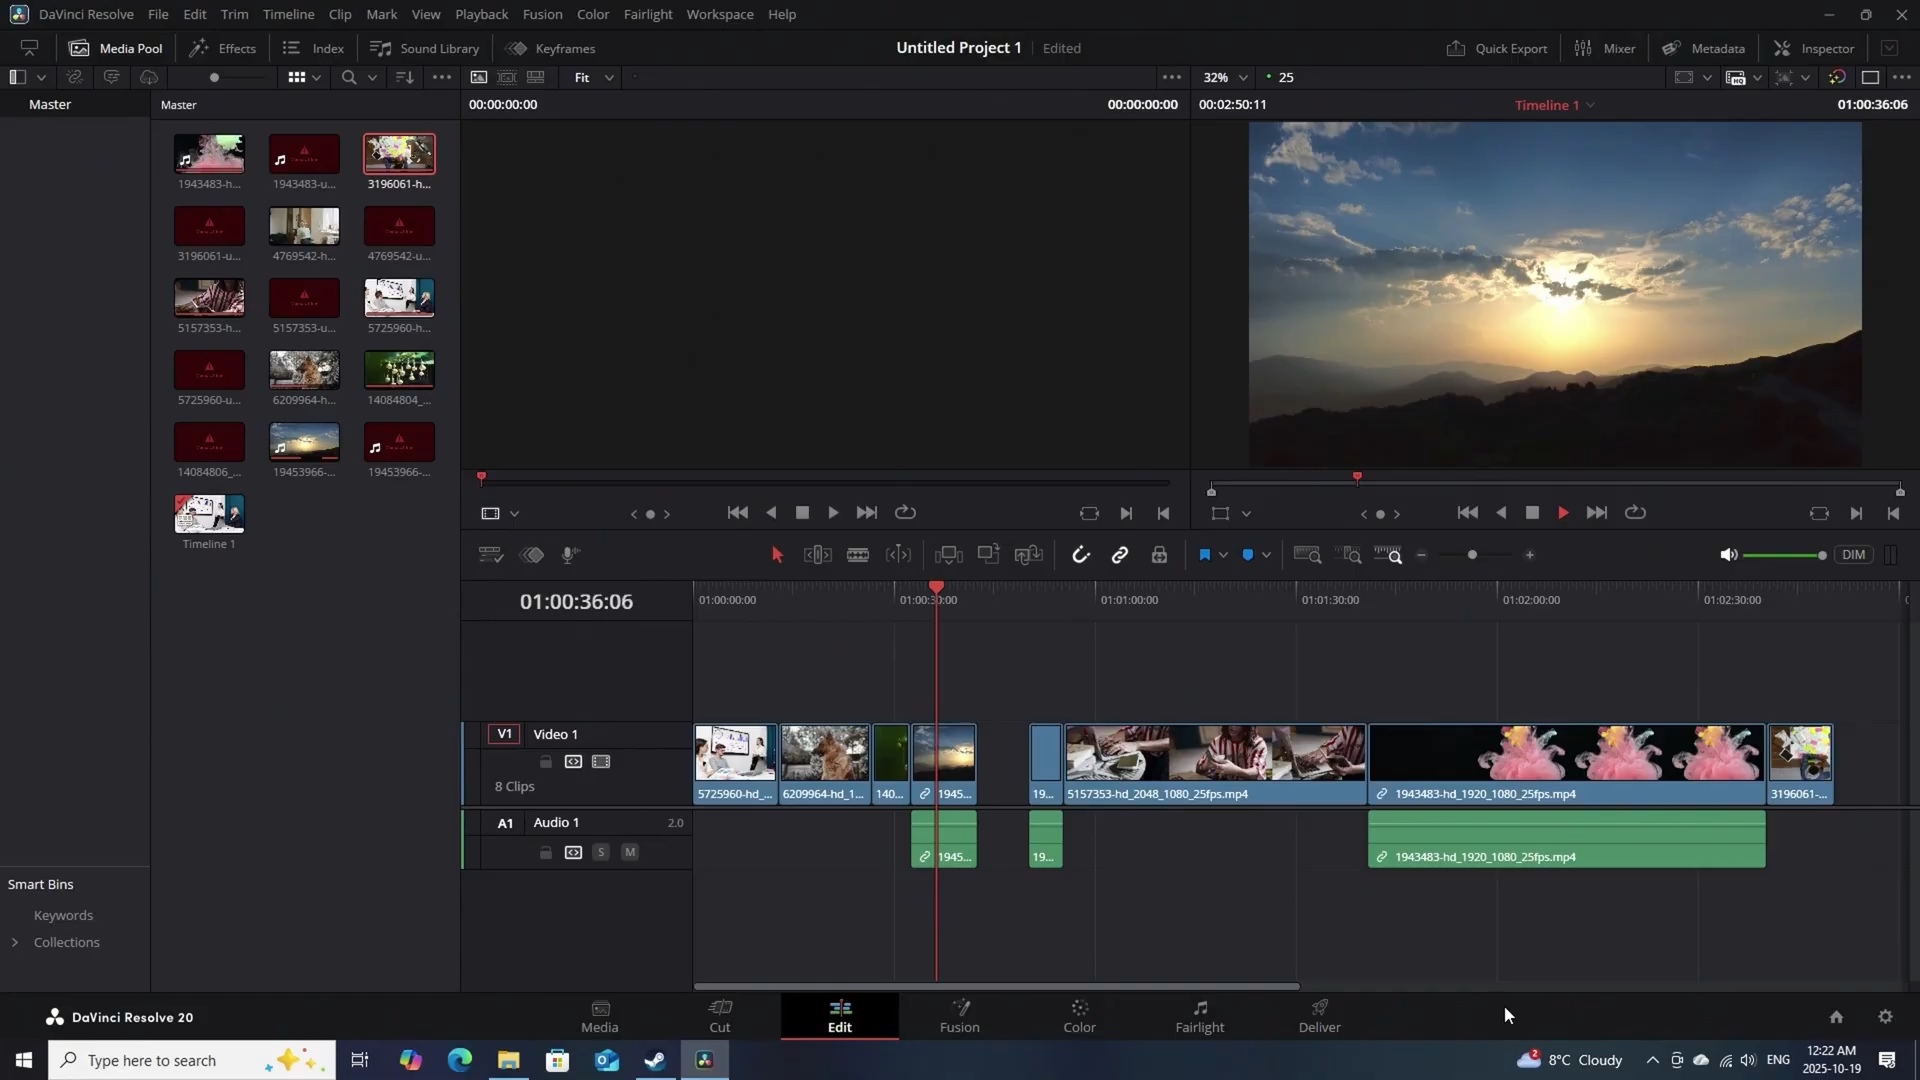 DaVinci Resolve File Edit Trim Timeline Clip Mark View Playback Fusion Color Fairlight Workspace Help
Media Pool Effects Index Sound Library Keyframes Untitled Project 1 Edited Quick Export Mixer Metadata Inspector
Fit 32% 25
Master Master 00:00:00:00 00:00:00:00 00:02:50:11 Timeline 1 01:00:36:06
1943483-h... 1943483-u... 3196061-h...
3196061-u... 4769542-h... 4769542-u...
5157353-h... 5157353-u... 5725960-h...
5725960-u... 6209964-h... 14084804_...
14084806_... 19453966-... 19453966-...
Timeline 1
DIM
01:00:36:06 01:00:00:00 01:00:30:00 01:01:00:00 01:01:30:00 01:02:00:00 01:02:30:00
V1 Video 1
8 Clips 5725960-hd_... 6209964-hd_1... 140... 1945... 19... 5157353-hd_2048_1080_25fps.mp4 1943483-hd_1920_1080_25fps.mp4 3196061-...
A1 Audio 1 2.0
S M 1945... 19... 1943483-hd_1920_1080_25fps.mp4
Smart Bins
Keywords
Collections
DaVinci Resolve 20 Media Cut Edit Fusion Color Fairlight Deliver
Type here to search 2 8°C Cloudy ENG 12:22 AM
2025-10-19